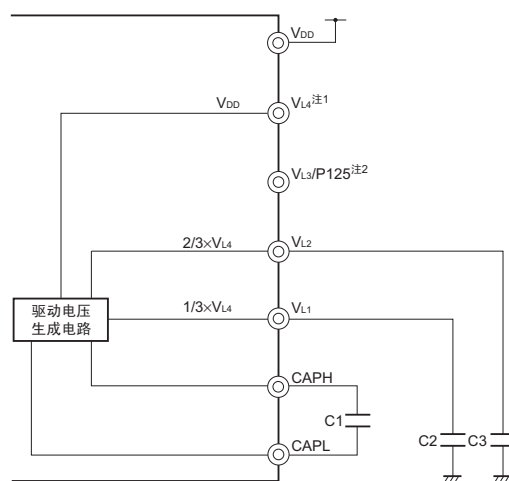 VDD
VDD
VL4注1
VL3/P125注2
2/3×VL4
VL2
1/3×VL4
VL1
驱动电压
生成电路
CAPH
C1
C2
C3
CAPL